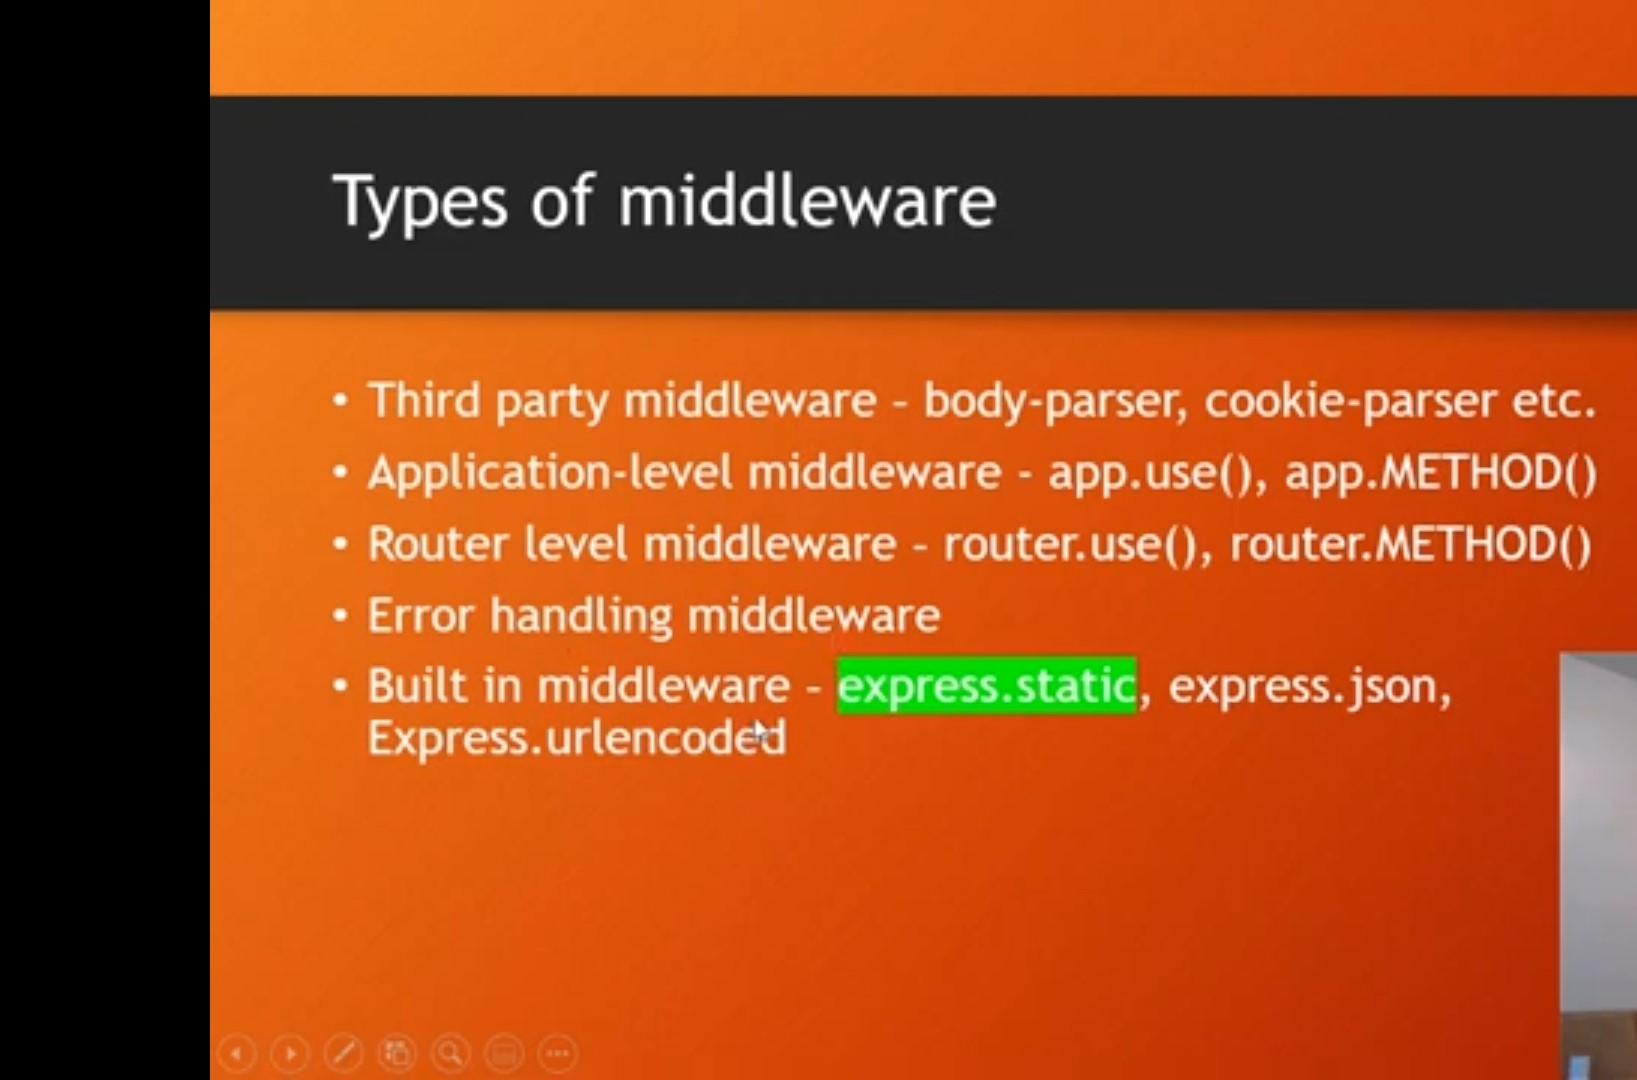 Types of middleware
• Third party middleware – body-parser, cookie-parser etc.
• Application-level middleware - app.use(), app.METHOD()
• Router level middleware – router.use(), router.METHOD()
• Error handling middleware
• Built in middleware – express.static, express.json,
Express.urlencoded